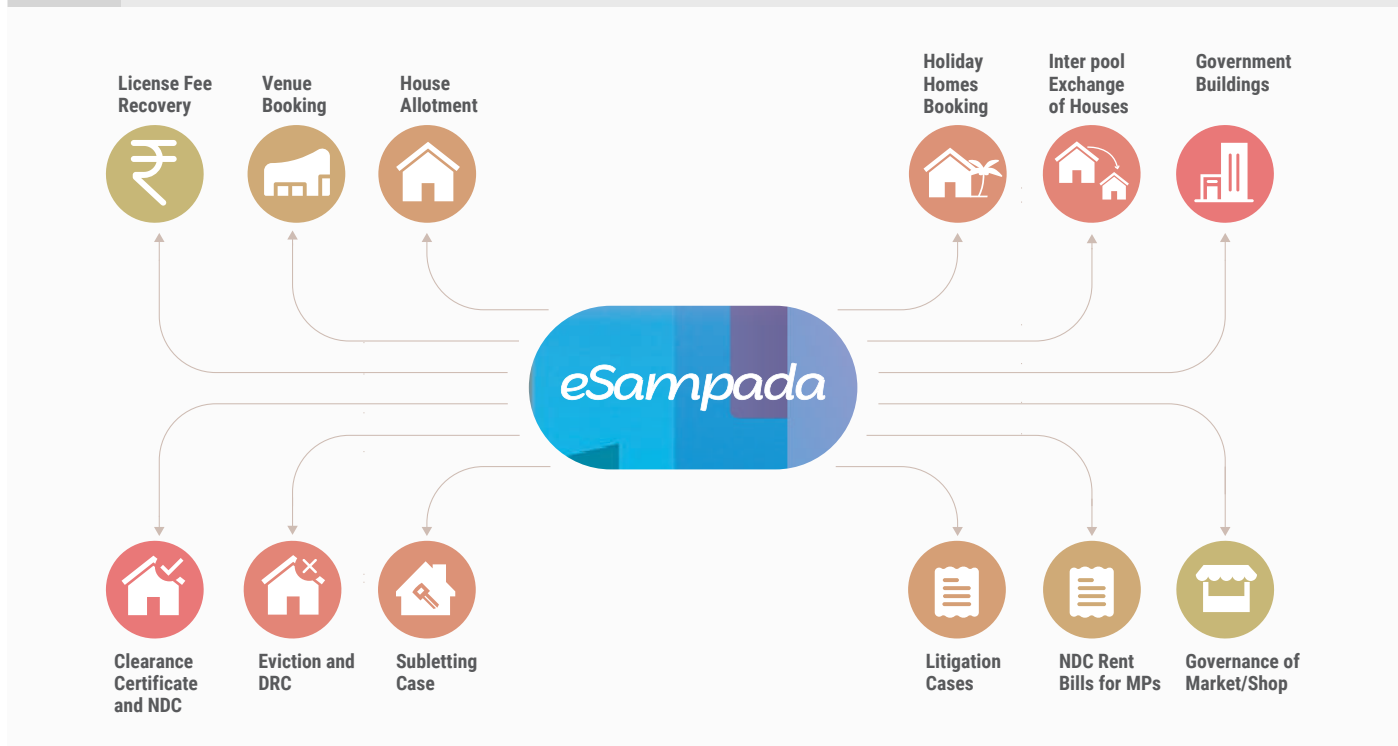 License Fee
Recovery
Venue
Booking
House
Allotment
Holiday
Homes
Booking
Inter pool
Exchange
of Houses
Government
Buildings
eSampada
Clearance
Certificate
and NDC
Eviction and
DRC
Subletting
Case
Litigation
Cases
NDC Rent
Bills for MPs
Governance of
Market/Shop